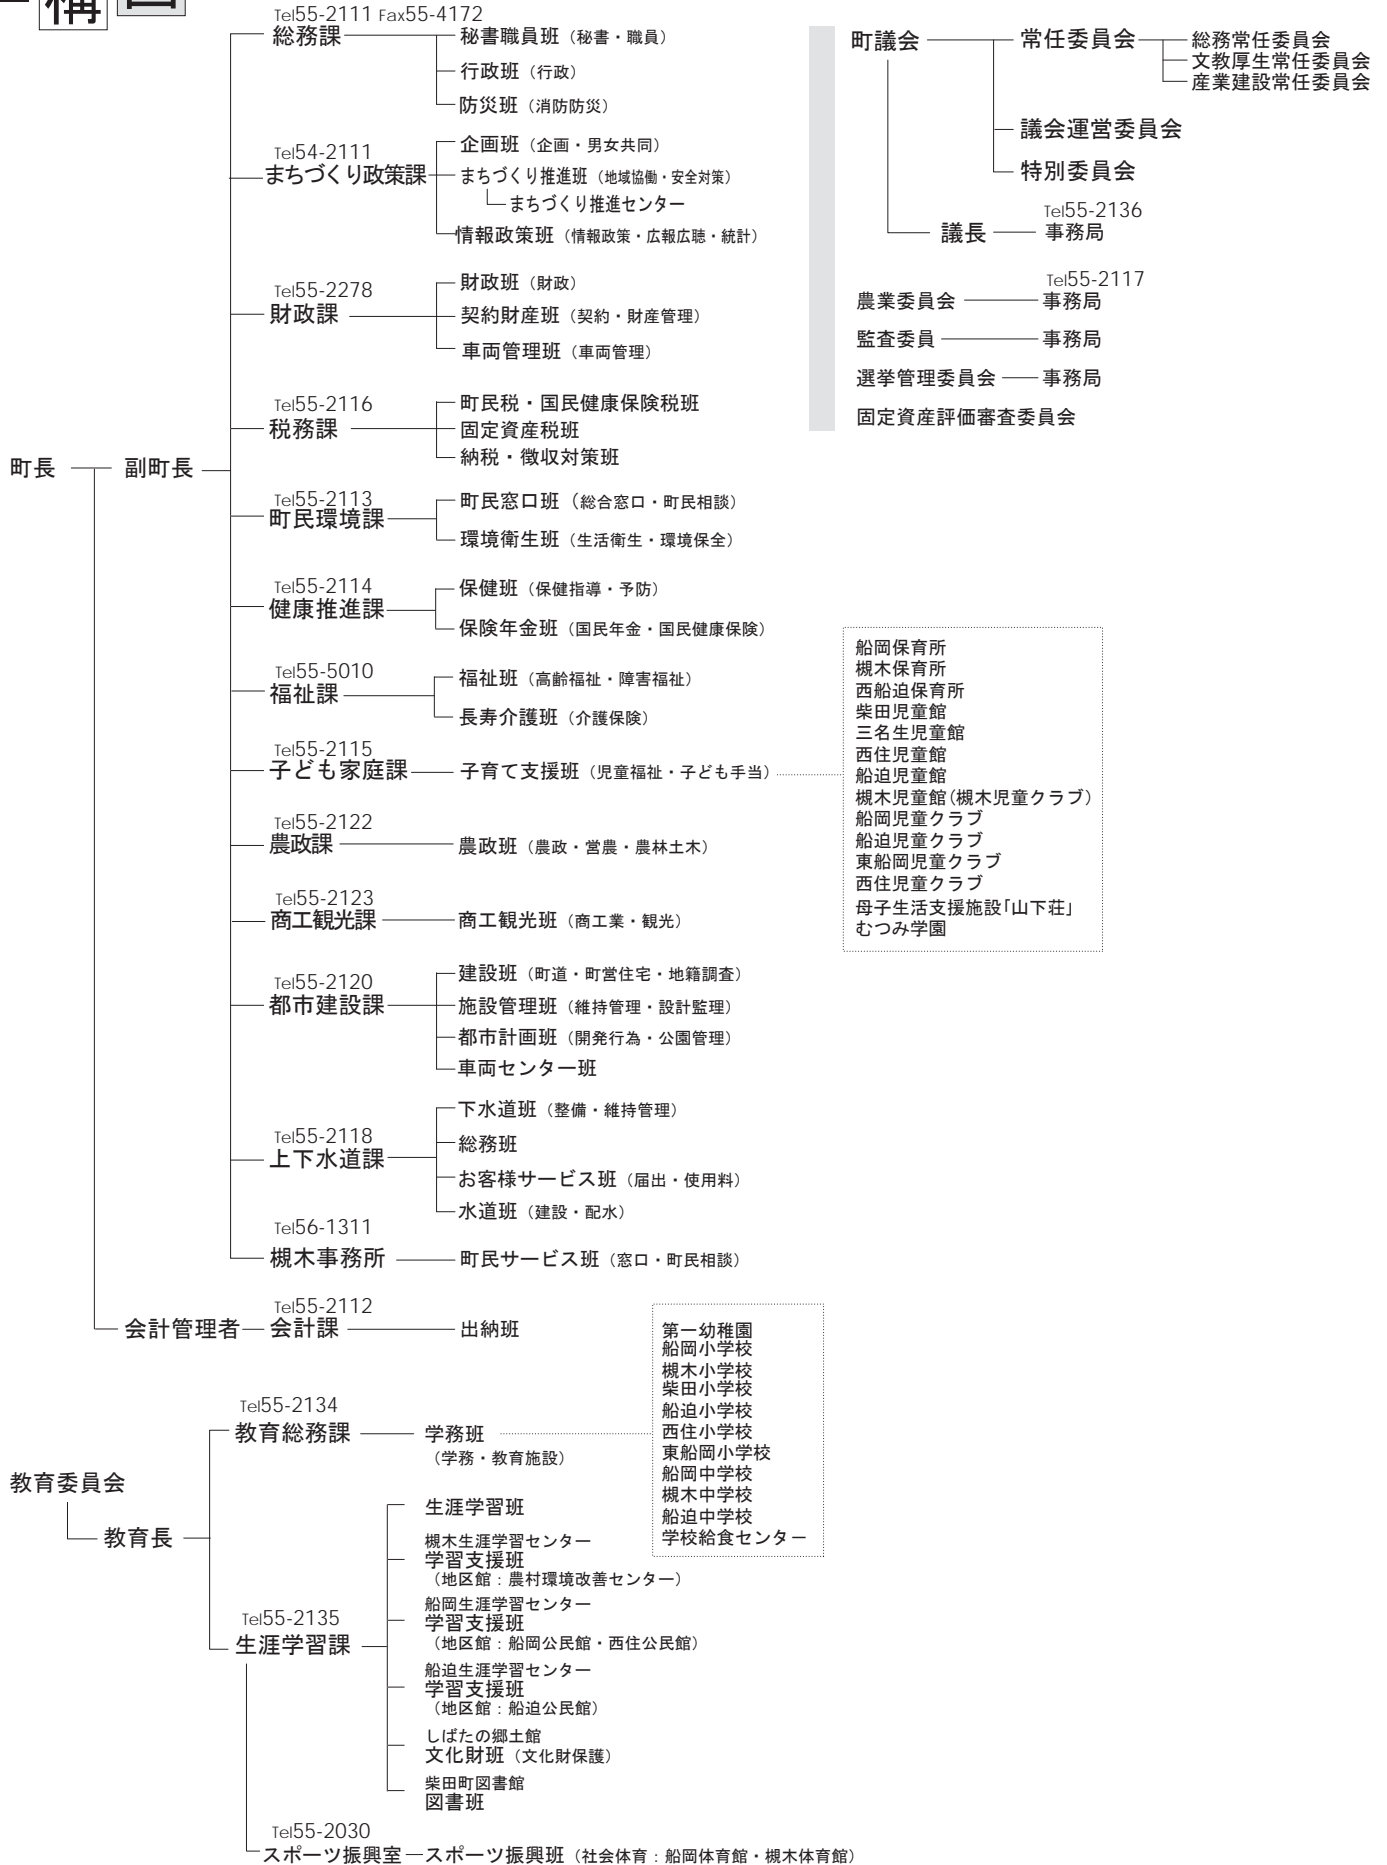 構
Tel55-2111 Fax55-4172
総務課
秘書職員班（秘書・職員）
行政班（行政）
防災班（消防防災）
Tel54-2111
まちづくり政策課
企画班（企画・男女共同）
まちづくり推進班（地域協働・安全対策）
まちづくり推進センター
情報政策班（情報政策・広報広聴・統計）
Tel55-2278
財政課
財政班（財政）
契約財産班（契約・財産管理）
車両管理班（車両管理）
Tel55-2116
税務課
町民税・国民健康保険税班
固定資産税班
納税・徴収対策班
町長
副町長
Tel55-2113
町民環境課
町民窓口班（総合窓口・町民相談）
環境衛生班（生活衛生・環境保全）
Tel55-2114
健康推進課
保健班（保健指導・予防）
保険年金班（国民年金・国民健康保険）
Tel55-5010
福祉課
福祉班（高齢福祉・障害福祉）
長寿介護班（介護保険）
Tel55-2115
子ども家庭課
子育て支援班（児童福祉・子ども手当）
船岡保育所
槻木保育所
西船迫保育所
柴田児童館
三名生児童館
西住児童館
船迫児童館
槻木児童館（槻木児童クラブ）
船岡児童クラブ
船迫児童クラブ
東船岡児童クラブ
西住児童クラブ
母子生活支援施設「山下荘」
むつみ学園
Tel55-2122
農政課
農政班（農政・営農・農林土木）
Tel55-2123
商工観光課
商工観光班（商工業・観光）
Tel55-2120
都市建設課
建設班（町道・町営住宅・地籍調査）
施設管理班（維持管理・設計監理）
都市計画班（開発行為・公園管理）
車両センター班
Tel55-2118
上下水道課
下水道班（整備・維持管理）
総務班
お客様サービス班（届出・使用料）
水道班（建設・配水）
Tel56-1311
槻木事務所
町民サービス班（窓口・町民相談）
会計管理者
Tel55-2112
会計課
出納班
町議会
常任委員会
総務常任委員会
文教厚生常任委員会
産業建設常任委員会
議会運営委員会
特別委員会
議長
Tel55-2136
事務局
農業委員会
Tel55-2117
事務局
監査委員
事務局
選挙管理委員会
事務局
固定資産評価審査委員会
教育委員会
教育長
Tel55-2134
教育総務課
学務班
（学務・教育施設）
第一幼稚園
船岡小学校
槻木小学校
柴田小学校
船迫小学校
西住小学校
東船岡小学校
船岡中学校
槻木中学校
船迫中学校
学校給食センター
Tel55-2135
生涯学習課
生涯学習班
槻木生涯学習センター
学習支援班
（地区館：農村環境改善センター）
船岡生涯学習センター
学習支援班
（地区館：船岡公民館・西住公民館）
船迫生涯学習センター
学習支援班
（地区館：船迫公民館）
しばたの郷土館
文化財班（文化財保護）
柴田町図書館
図書班
Tel55-2030
スポーツ振興室
スポーツ振興班（社会体育：船岡体育館・槻木体育館）